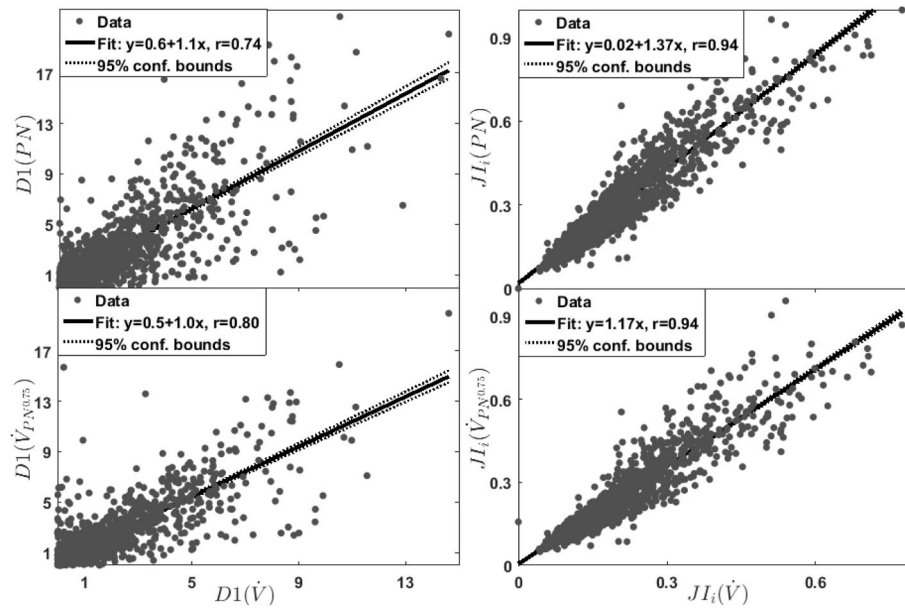 Data
Fit: y=0.6+1.1x, r=0.74
95% conf. bounds
17
13
9
5
1
D1(PN)
Data
Fit: y=0.02+1.37x, r=0.94
95% conf. bounds
0.9
0.6
0.3
0
JI_i(PN)
Data
Fit: y=0.5+1.0x, r=0.80
95% conf. bounds
17
13
9
5
1
D1(V̇_{PN^{0.75}})
1 5 9 13
D1(V̇)
Data
Fit: y=1.17x, r=0.94
95% conf. bounds
0.9
0.6
0.3
0
JI_i(V̇_{PN^{0.75}})
0 0.3 0.6
JI_i(V̇)